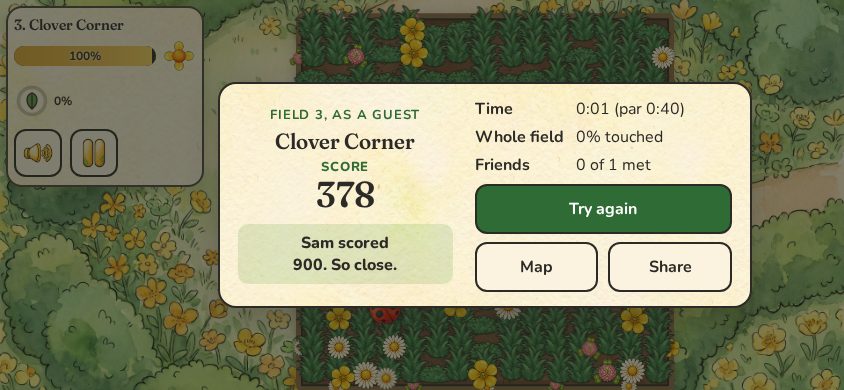 3. Clover Corner
100%
0%
FIELD 3, AS A GUEST
Clover Corner
SCORE
378
Sam scored
900. So close.
Time 0:01 (par 0:40)
Whole field 0% touched
Friends 0 of 1 met
Try again
Map Share